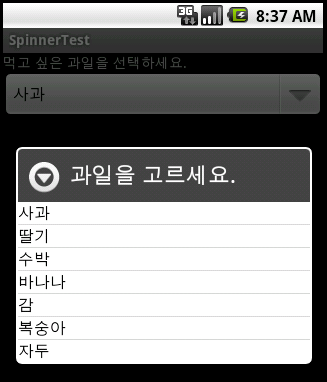 3G 8:37 AM
SpinnerTest
먹고 싶은 과일을 선택하세요.
사과
과일을 고르세요.
사과
딸기
수박
바나나
감
복숭아
자두